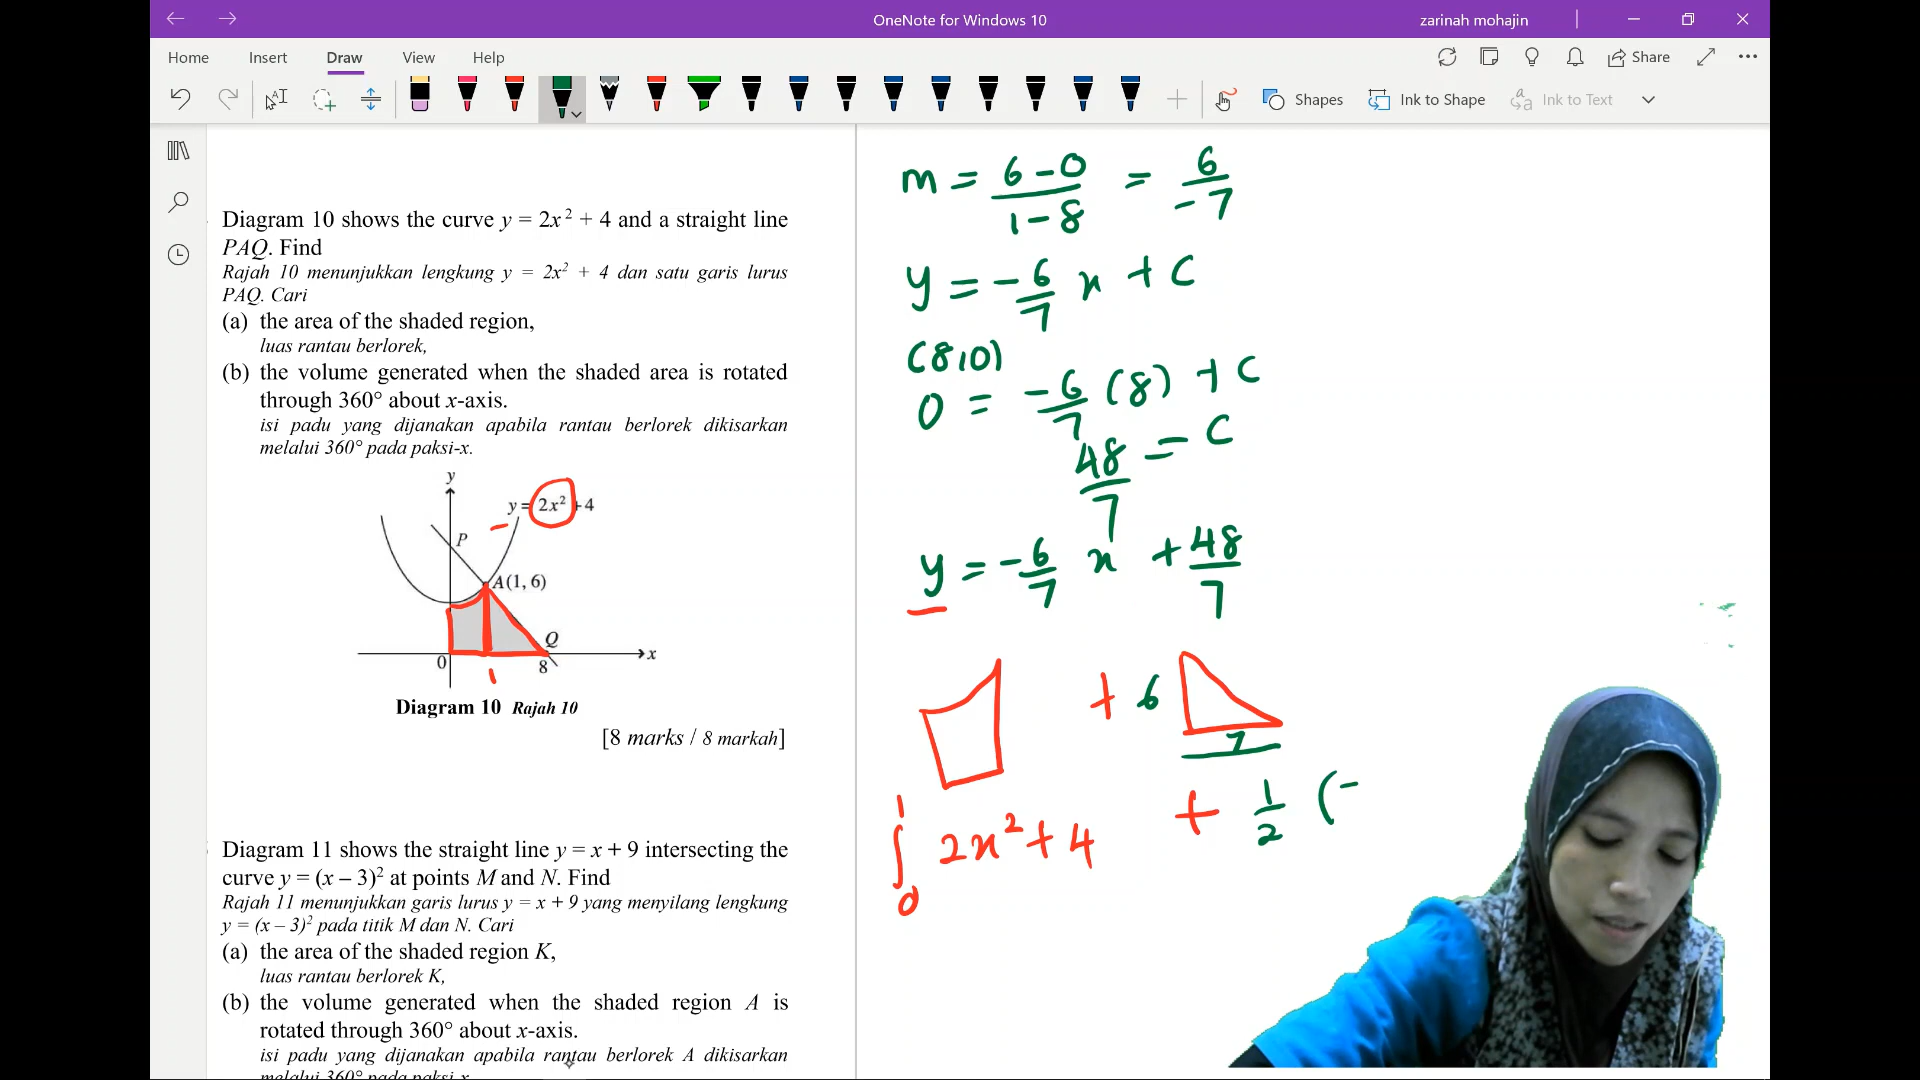 OneNote for Windows 10
zarinah mohajin
Home Insert Draw View Help
Share
Shapes
Ink to Shape
Ink to Text
Diagram 10 shows the curve y = 2x² + 4 and a straight line
PAQ. Find
Rajah 10 menunjukkan lengkung y = 2x² + 4 dan satu garis lurus
PAQ. Cari
(a) the area of the shaded region,
luas rantau berlorek,
(b) the volume generated when the shaded area is rotated
through 360° about x-axis.
isi padu yang dijanakan apabila rantau berlorek dikisarkan
melalui 360° pada paksi-x.
y
y = 2x² + 4
P
A(1, 6)
Q
0
8
x
1
Diagram 10 Rajah 10
[8 marks / 8 markah]
Diagram 11 shows the straight line y = x + 9 intersecting the
curve y = (x – 3)² at points M and N. Find
Rajah 11 menunjukkan garis lurus y = x + 9 yang menyilang lengkung
y = (x – 3)² pada titik M dan N. Cari
(a) the area of the shaded region K,
luas rantau berlorek K,
(b) the volume generated when the shaded region A is
rotated through 360° about x-axis.
isi padu yang dijanakan apabila rantau berlorek A dikisarkan
melalui 360° pada paksi-x
m = 6-0/1-8 = 6/-7
y = -6/7 x + c
(8,0)
0 = -6/7 (8) + c
48/7 = c
y = -6/7 x + 48/7
+ 6
7
∫₀¹ 2x² + 4 + 1/2 (